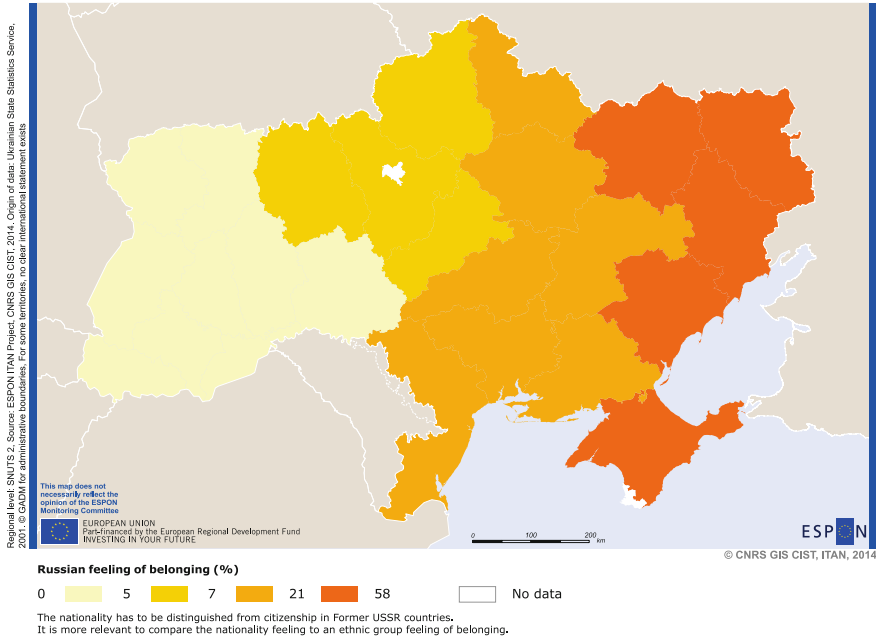 Regional level: SNUTS 2, Source: ESPON ITAN Project, CNRS GIS CIST, 2014, Origin of data: Ukrainian State Statistics Service,
2001. © GADM for administrative boundaries, For some territories, no clear international statement exists
This map does not
necessarily reflect the
opinion of the ESPON
Monitoring Committee
EUROPEAN UNION
Part-financed by the European Regional Development Fund
INVESTING IN YOUR FUTURE
0 100 200
km
ESPON
© CNRS GIS CIST, ITAN, 2014
Russian feeling of belonging (%)
0 5 7 21 58 No data
The nationality has to be distinguished from citizenship in Former USSR countries.
It is more relevant to compare the nationality feeling to an ethnic group feeling of belonging.